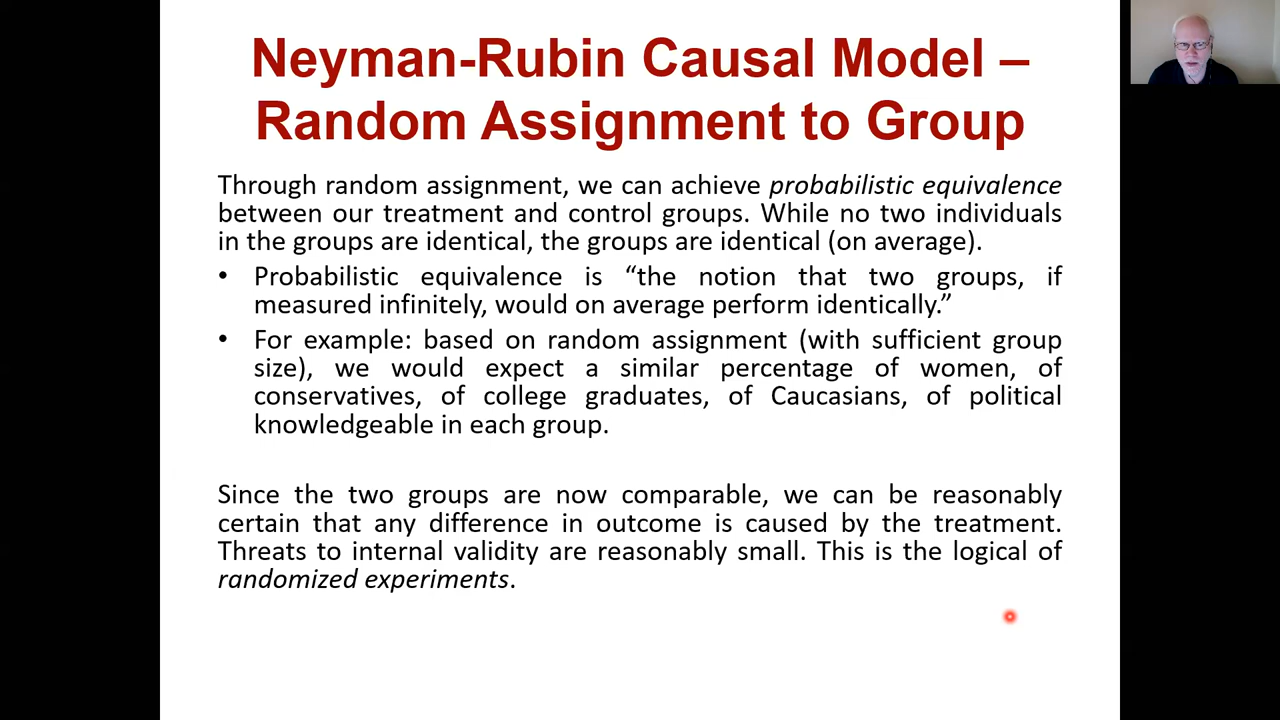 Neyman-Rubin Causal Model –
Random Assignment to Group
Through random assignment, we can achieve probabilistic equivalence
between our treatment and control groups. While no two individuals
in the groups are identical, the groups are identical (on average).
• Probabilistic equivalence is “the notion that two groups, if
measured infinitely, would on average perform identically.”
• For example: based on random assignment (with sufficient group
size), we would expect a similar percentage of women, of
conservatives, of college graduates, of Caucasians, of political
knowledgeable in each group.
Since the two groups are now comparable, we can be reasonably
certain that any difference in outcome is caused by the treatment.
Threats to internal validity are reasonably small. This is the logical of
randomized experiments.